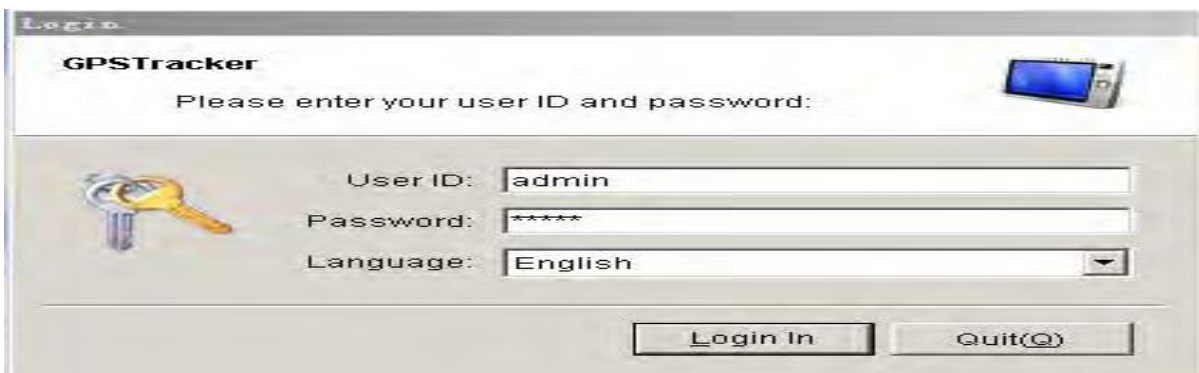 Login
GPSTracker
Please enter your user ID and password:
User ID: admin
Password: *****
Language: English
Login In Quit(Q)